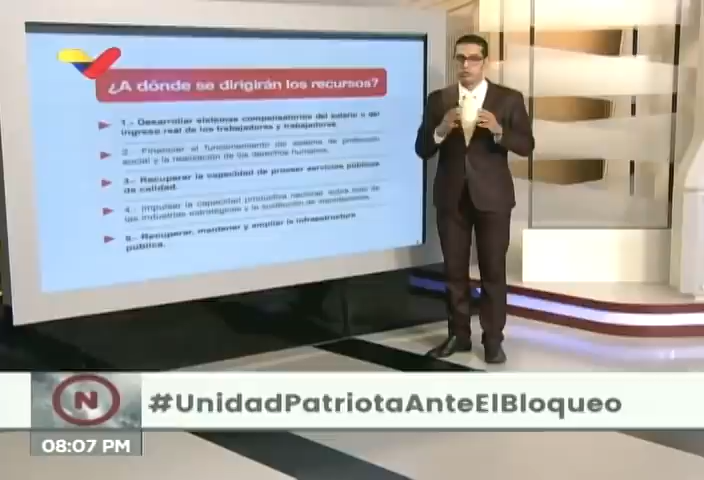 ¿A dónde se dirigirán los recursos?
1.- Desarrollar sistemas compensatorios del salario o del
ingreso real de los trabajadores y trabajadoras.
2.- Financiar el funcionamiento del sistema de protección
social y la realización de los derechos humanos.
3.- Recuperar la capacidad de proveer servicios públicos
de calidad.
4.- Impulsar la capacidad productiva nacional, sobre todo de
las industrias estratégicas y la sustitución de importaciones.
5.- Recuperar, mantener y ampliar la infraestructura
pública.
N
#UnidadPatriotaAnteElBloqueo
08:07 PM